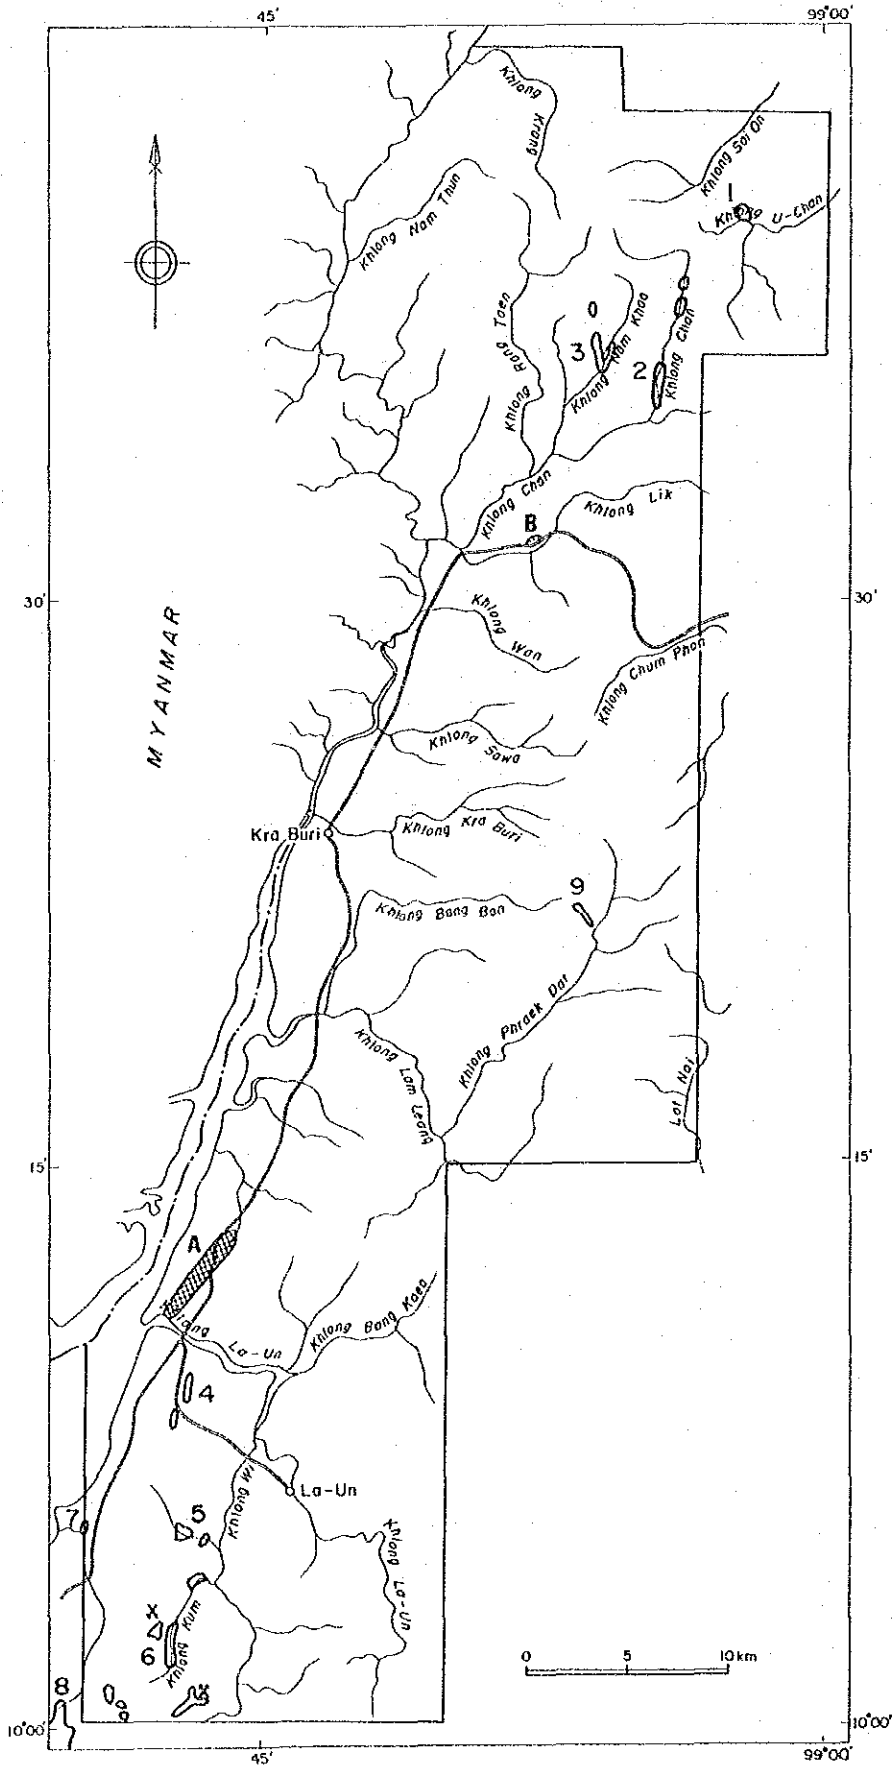 45'
99°00'
Khlong Krang
Khlong Sai On
1
Khlong U-Chan
Khlong Nam Thun
Khlong Rang Taen
3
Khlong Nam Khao
2
Khlong Chan
Khlong Chan
B
Khlong Lik
30'
30'
MYANMAR
Khlong Wan
Khlong Chum Phon
Khlong Sawa
Kra Buri
Khlong Kra Buri
9
Khlong Bang Bon
Khlong Phraek Dat
Khlong Lam Leang
Lat Nai
15'
15'
A
Khlong La-Un
Khlong Bang Kaeo
4
Khlong Wi
La-Un
7
5
Khlong La-Un
X
6
Khlong Kum
X
0 5 10km
8
10°00'
10°00'
45'
99°00'